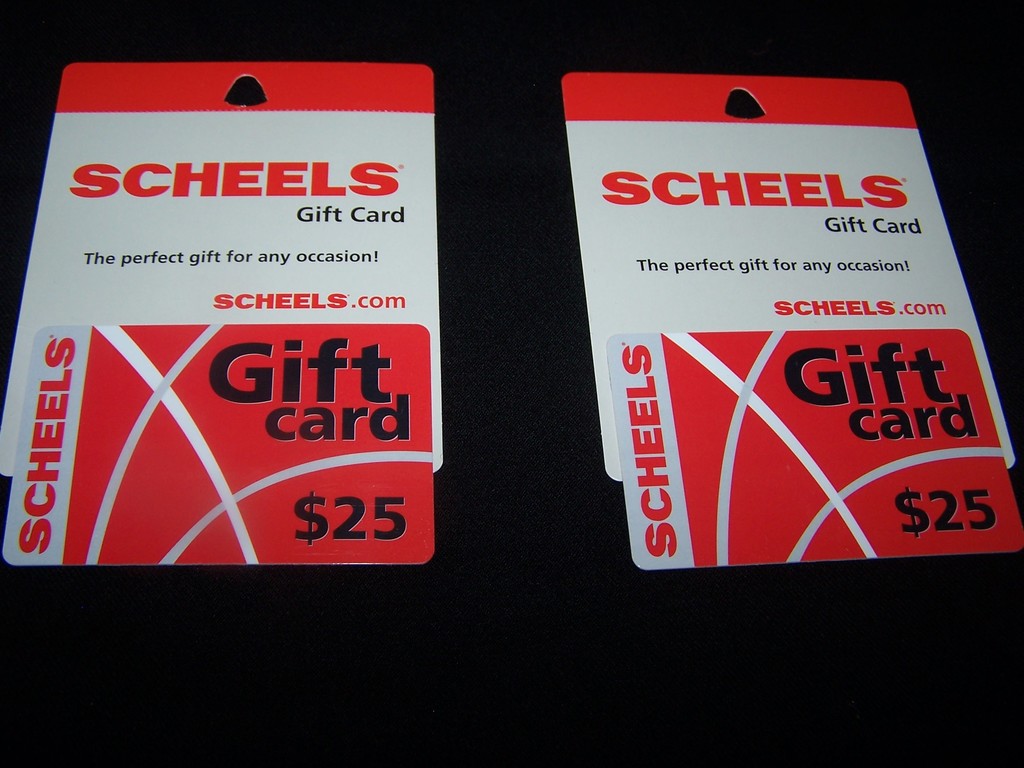 SCHEELS®
Gift Card
The perfect gift for any occasion!
SCHEELS.com
SCHEELS
Gift
card
$25
SCHEELS®
Gift Card
The perfect gift for any occasion!
SCHEELS.com
SCHEELS
Gift
card
$25